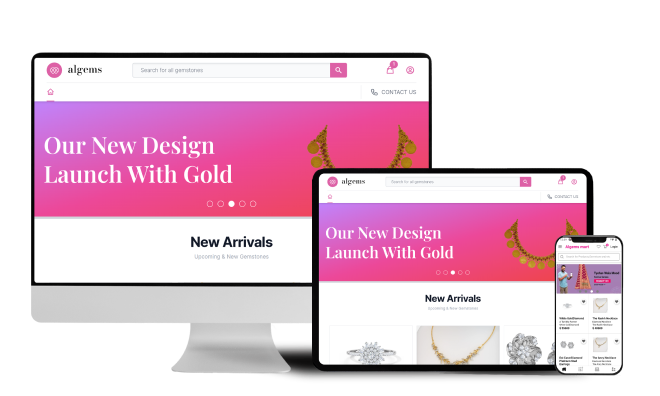 algems
Search for all gemstones
1
CONTACT US
Our New Design
Launch With Gold
New Arrivals
Upcoming & New Gemstones
algems
Search for all gemstones
CONTACT US
Our New Design
Launch With Gold
New Arrivals
Upcoming & New Gemstones
Algems mart
Login